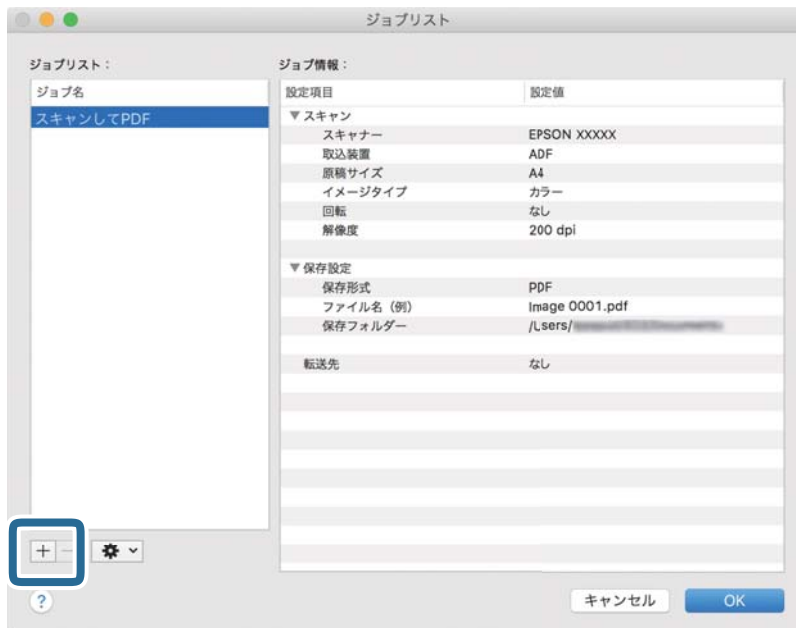 ジョブリスト
ジョブリスト：
ジョブ情報：
ジョブ名
設定項目 設定値
スキャンしてPDF
▼スキャン
スキャナー EPSON XXXXX
取込装置 ADF
原稿サイズ A4
イメージタイプ カラー
回転 なし
解像度 200 dpi
▼保存設定
保存形式 PDF
ファイル名（例） Image 0001.pdf
保存フォルダー /Lsers/
転送先 なし
+ −
?
キャンセル OK